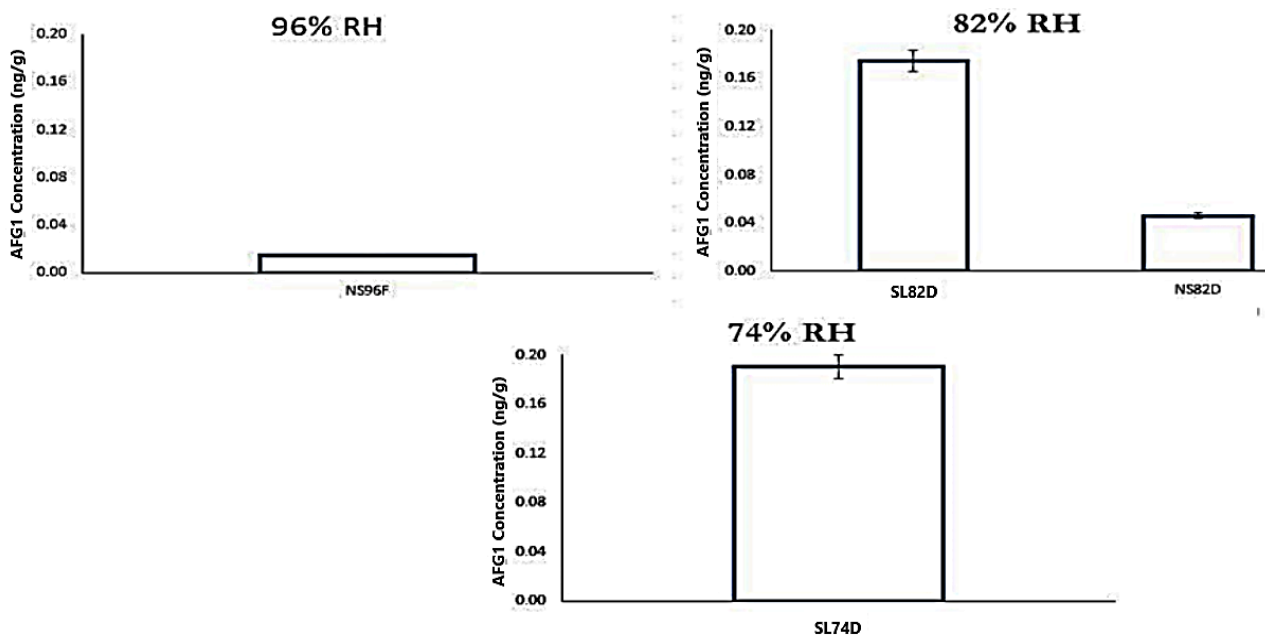 96% RH
AFG1 Concentration (ng/g)
0.20
0.16
0.12
0.08
0.04
0.00
NS96F
82% RH
AFG1 Concentration (ng/g)
0.20
0.16
0.12
0.08
0.04
0.00
SL82D
NS82D
74% RH
AFG1 Concentration (ng/g)
0.20
0.16
0.12
0.08
0.04
0.00
SL74D